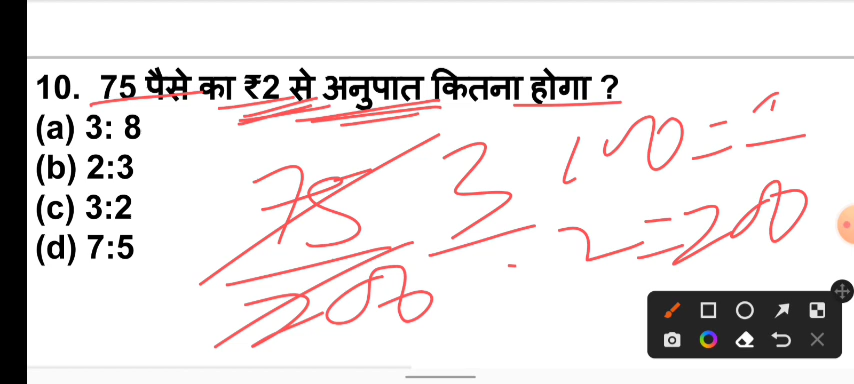 10. 75 पैसे का ₹2 से अनुपात कितना होगा ?
(a) 3: 8
(b) 2:3
(c) 3:2
(d) 7:5
100 = 1
75 3
2 = 200
200